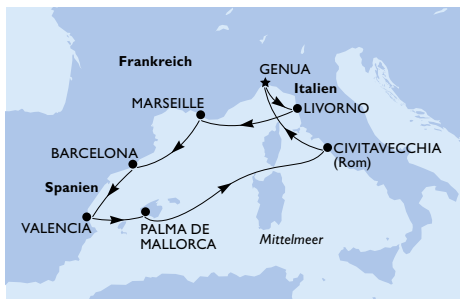 Frankreich
GENUA
Italien
MARSEILLE
LIVORNO
BARCELONA
CIVITAVECCHIA
(Rom)
Spanien
VALENCIA
PALMA DE
MALLORCA
Mittelmeer